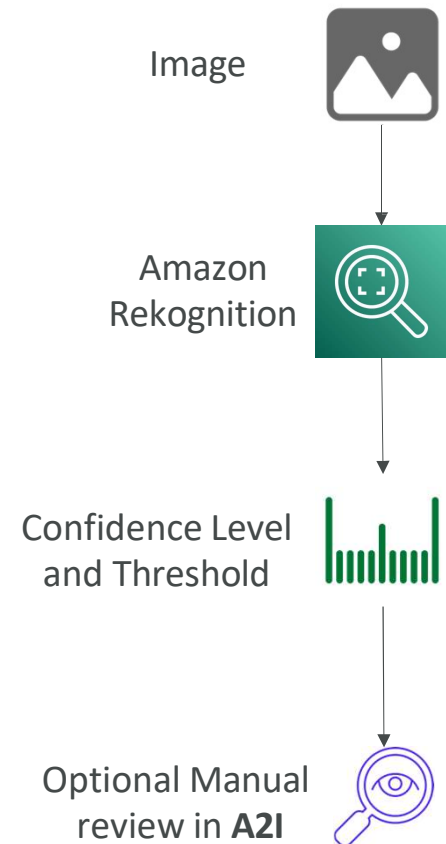 Image
Amazon
Rekognition
Confidence Level
and Threshold
Optional Manual
review in A2I